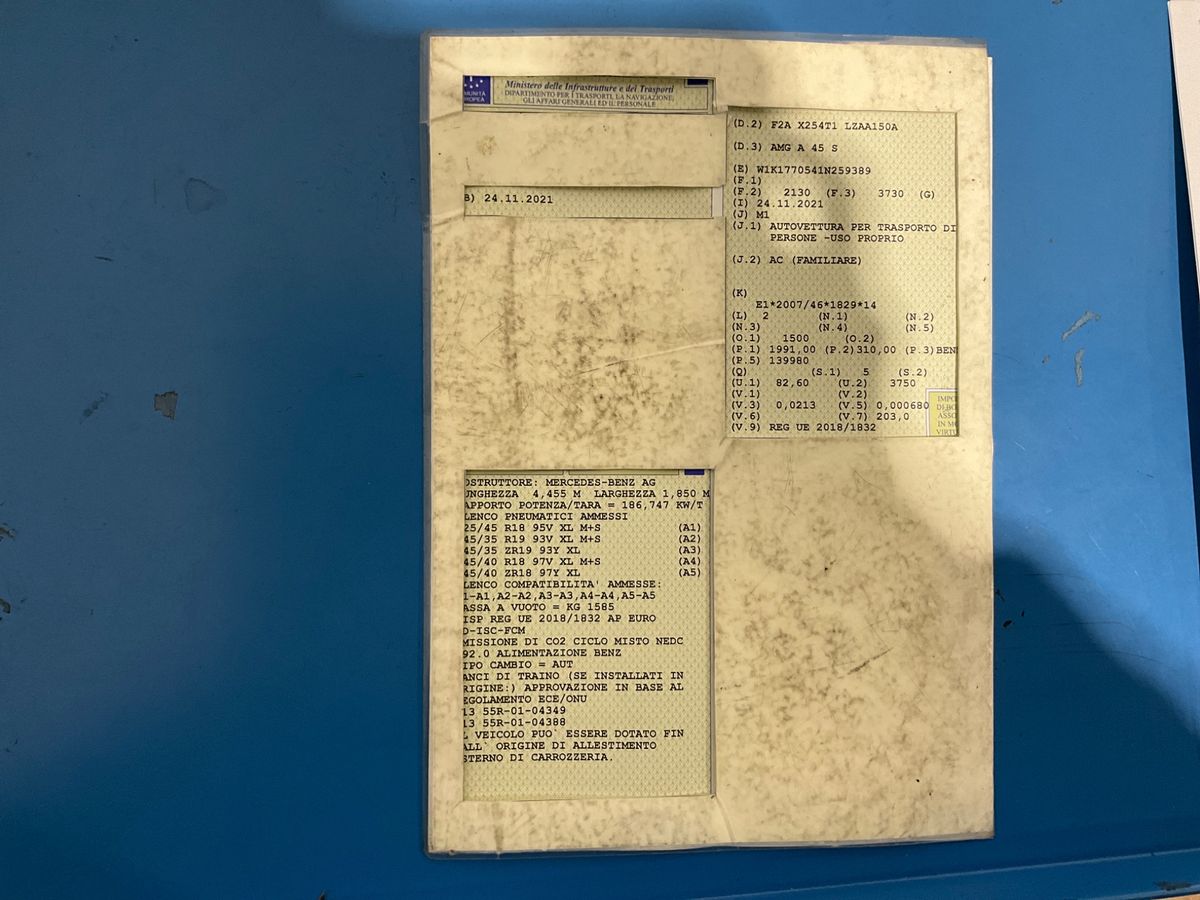 MUNITÀ
ROPEA
Ministero delle Infrastrutture e dei Trasporti
DIPARTIMENTO PER I TRASPORTI, LA NAVIGAZIONE,
GLI AFFARI GENERALI ED IL PERSONALE
B) 24.11.2021
(D.2) F2A X254T1 LZAA150A
(D.3) AMG A 45 S
(E) W1K1770541N259389
(F.1)
(F.2) 2130 (F.3) 3730 (G)
(I) 24.11.2021
(J) M1
(J.1) AUTOVETTURA PER TRASPORTO DI
PERSONE -USO PROPRIO
(J.2) AC (FAMILIARE)
(K)
E1*2007/46*1829*14
(L) 2 (N.1) (N.2)
(N.3) (N.4) (N.5)
(O.1) 1500 (O.2)
(P.1) 1991,00 (P.2)310,00 (P.3)BEN
(P.5) 139980
(Q) (S.1) 5 (S.2)
(U.1) 82,60 (U.2) 3750
(V.1) (V.2)
(V.3) 0,0213 (V.5) 0,000680
(V.6) (V.7) 203,0
(V.9) REG UE 2018/1832
IMPO
DI BO
ASSO
IN MO
VIRTU
OSTRUTTORE: MERCEDES-BENZ AG
UNGHEZZA 4,455 M LARGHEZZA 1,850 M
APPORTO POTENZA/TARA = 186,747 KW/T
LENCO PNEUMATICI AMMESSI
25/45 R18 95V XL M+S (A1)
45/35 R19 93V XL M+S (A2)
45/35 ZR19 93Y XL (A3)
45/40 R18 97V XL M+S (A4)
45/40 ZR18 97Y XL (A5)
LENCO COMPATIBILITA' AMMESSE:
1-A1,A2-A2,A3-A3,A4-A4,A5-A5
ASSA A VUOTO = KG 1585
ISP REG UE 2018/1832 AP EURO
D-ISC-FCM
MISSIONE DI CO2 CICLO MISTO NEDC
92.0 ALIMENTAZIONE BENZ
IPO CAMBIO = AUT
ANCI DI TRAINO (SE INSTALLATI IN
RIGINE:) APPROVAZIONE IN BASE AL
EGOLAMENTO ECE/ONU
13 55R-01-04349
13 55R-01-04388
L VEICOLO PUO` ESSERE DOTATO FIN
ALL` ORIGINE DI ALLESTIMENTO
STERNO DI CARROZZERIA.